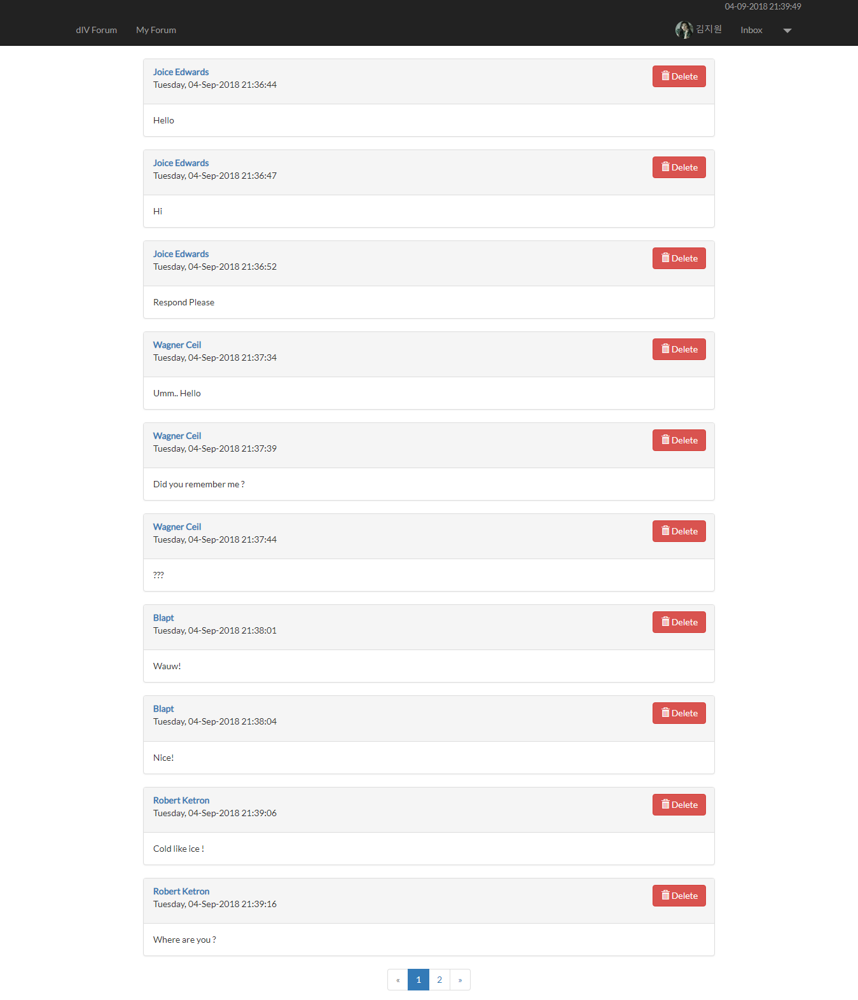 04-09-2018 21:39:49
dIV Forum My Forum 김지원 Inbox
Joice Edwards Delete
Tuesday, 04-Sep-2018 21:36:44
Hello
Joice Edwards Delete
Tuesday, 04-Sep-2018 21:36:47
Hi
Joice Edwards Delete
Tuesday, 04-Sep-2018 21:36:52
Respond Please
Wagner Ceil Delete
Tuesday, 04-Sep-2018 21:37:34
Umm.. Hello
Wagner Ceil Delete
Tuesday, 04-Sep-2018 21:37:39
Did you remember me ?
Wagner Ceil Delete
Tuesday, 04-Sep-2018 21:37:44
???
Blapt Delete
Tuesday, 04-Sep-2018 21:38:01
Wauw!
Blapt Delete
Tuesday, 04-Sep-2018 21:38:04
Nice!
Robert Ketron Delete
Tuesday, 04-Sep-2018 21:39:06
Cold like ice !
Robert Ketron Delete
Tuesday, 04-Sep-2018 21:39:16
Where are you ?
« 1 2 »